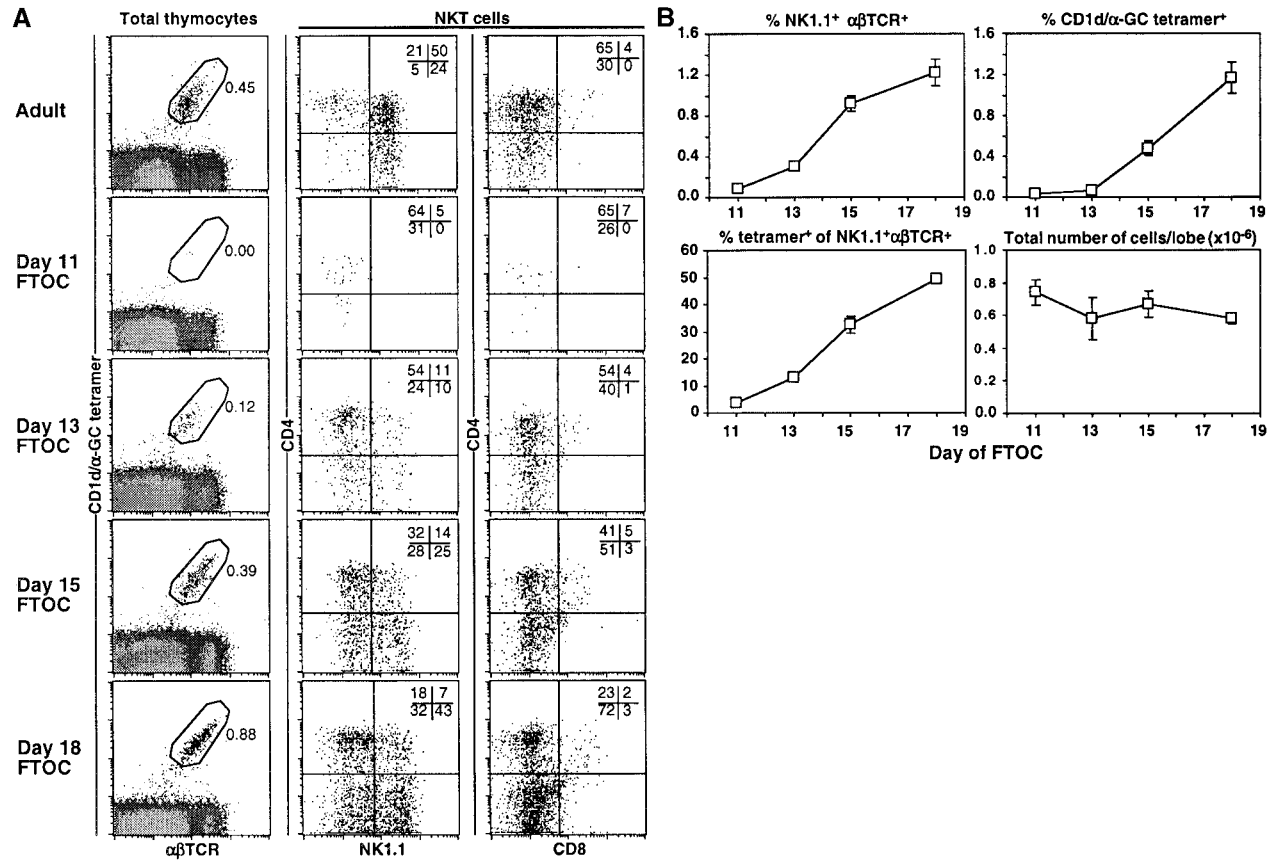 A
Total thymocytes
NKT cells
Adult
0.45
21 50
5 24
65 4
30 0
Day 11
FTOC
0.00
64 5
31 0
65 7
26 0
Day 13
FTOC
0.12
54 11
24 10
54 4
40 1
Day 15
FTOC
0.39
32 14
28 25
41 5
51 3
Day 18
FTOC
0.88
18 7
32 43
23 2
72 3
CD1d/α-GC tetramer
CD4
CD4
αβTCR
NK1.1
CD8
B
% NK1.1⁺ αβTCR+
1.6
1.2
0.8
0.4
0.0
11 13 15 17 19
% CD1d/α-GC tetramer⁺
1.6
1.2
0.8
0.4
0.0
11 13 15 17 19
% tetramer⁺ of NK1.1⁺αβTCR+
60
50
40
30
20
10
0
11 13 15 17 19
Total number of cells/lobe (x10⁻⁶)
1.0
0.8
0.6
0.4
0.2
0.0
11 13 15 17 19
Day of FTOC